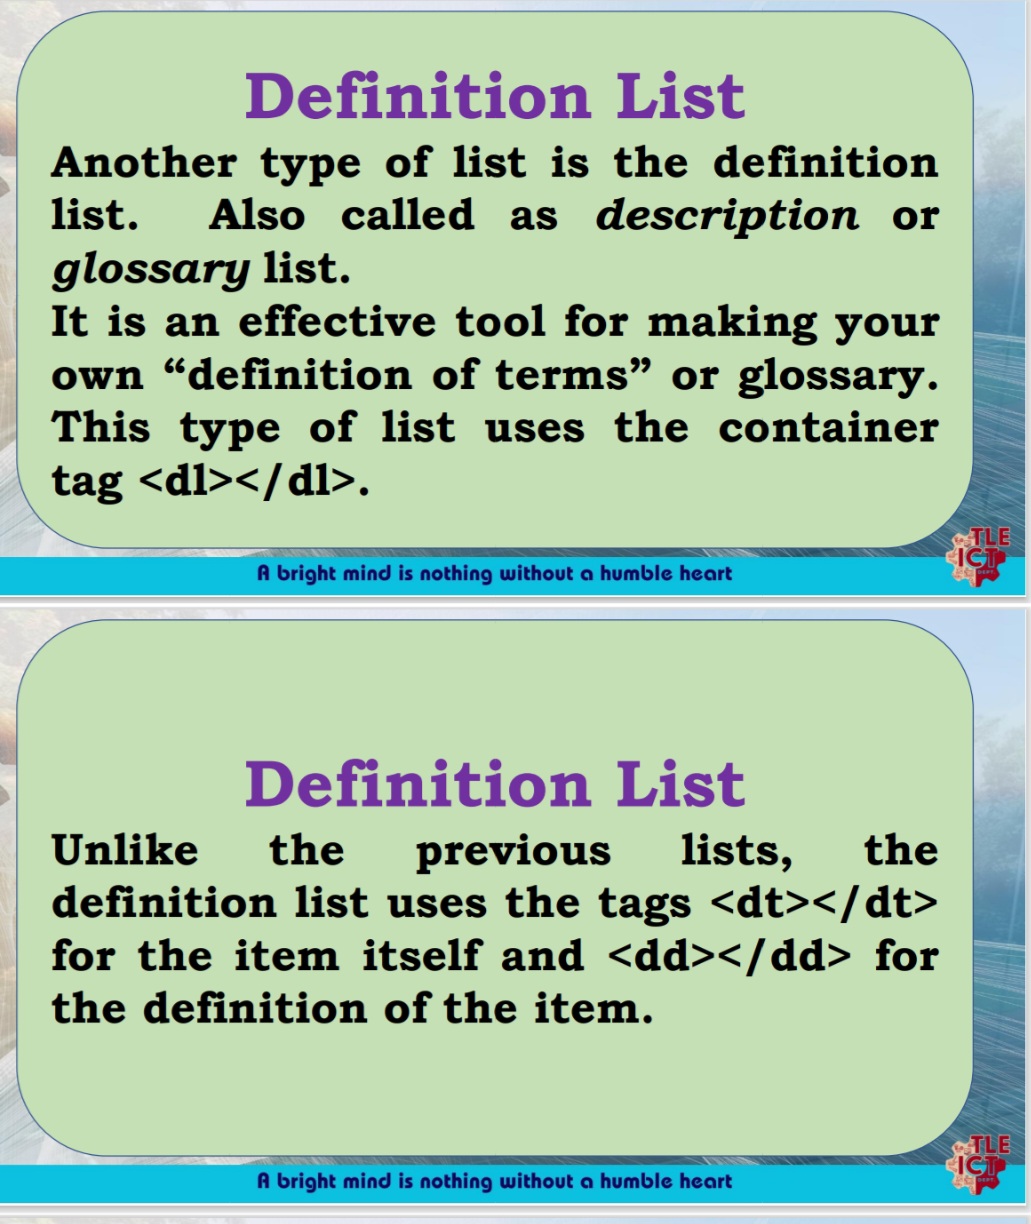 Definition List
Another type of list is the definition
list. Also called as description or
glossary list.
It is an effective tool for making your
own “definition of terms” or glossary.
This type of list uses the container
tag <dl></dl>.
TLE
ICT
DEPT.
A bright mind is nothing without a humble heart
Definition List
Unlike the previous lists, the
definition list uses the tags <dt></dt>
for the item itself and <dd></dd> for
the definition of the item.
TLE
ICT
DEPT.
A bright mind is nothing without a humble heart